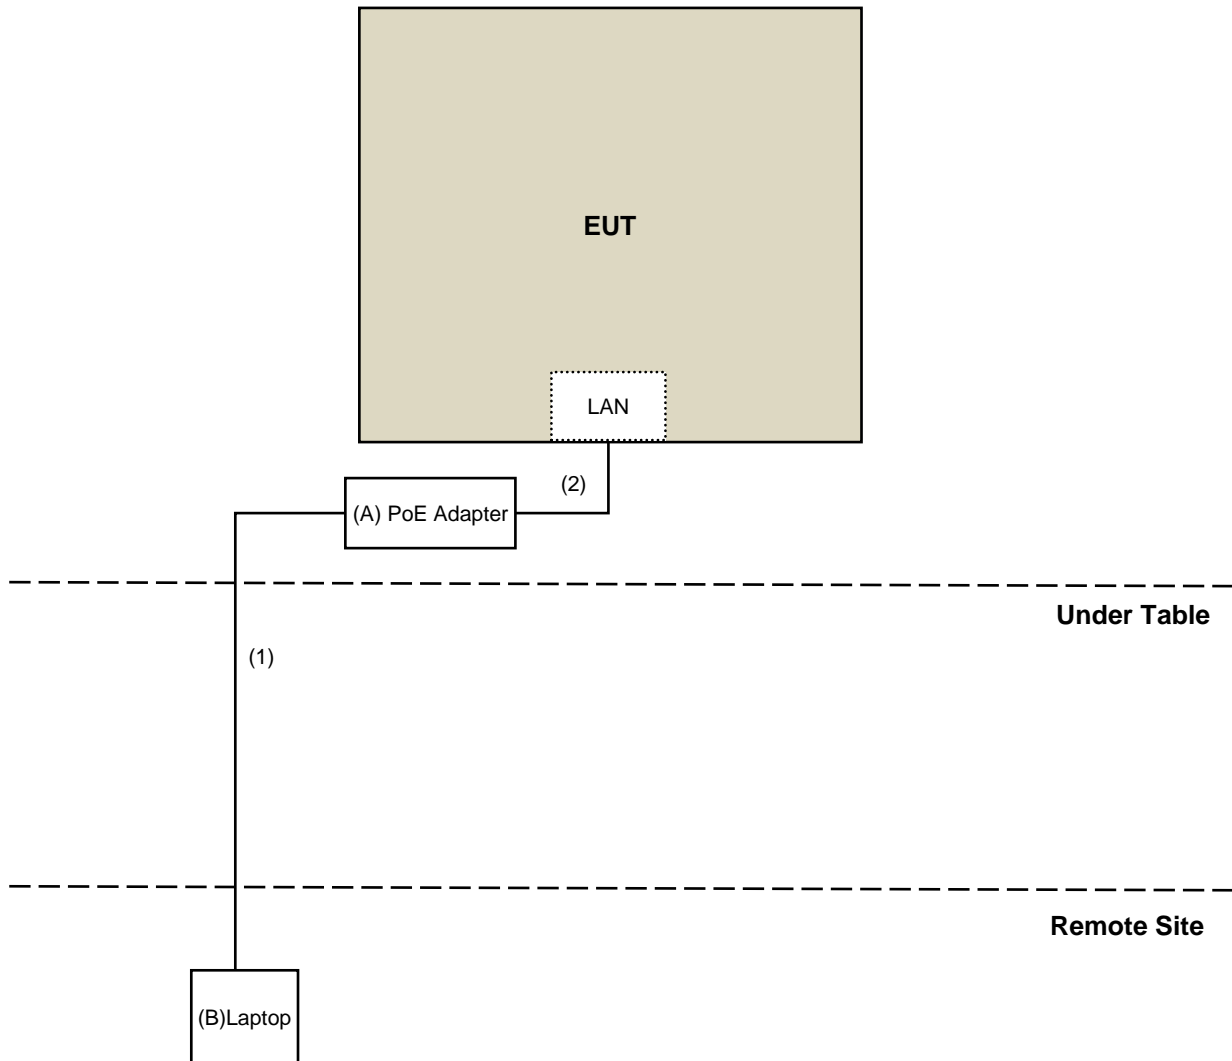 EUT
LAN
(2)
(A) PoE Adapter
Under Table
(1)
Remote Site
(B)Laptop